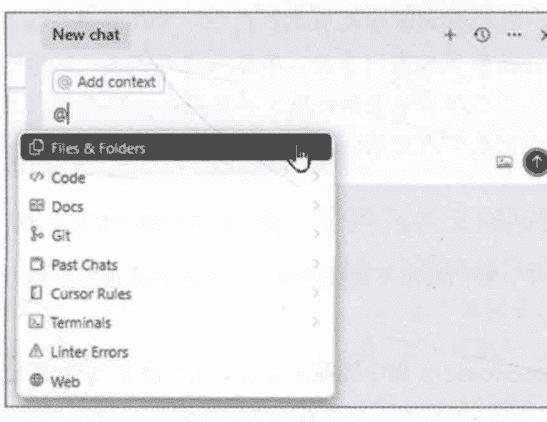 New chat
@ Add context
@
Files & Folders
Code
Docs
Git
Past Chats
Cursor Rules
Terminals
Linter Errors
Web